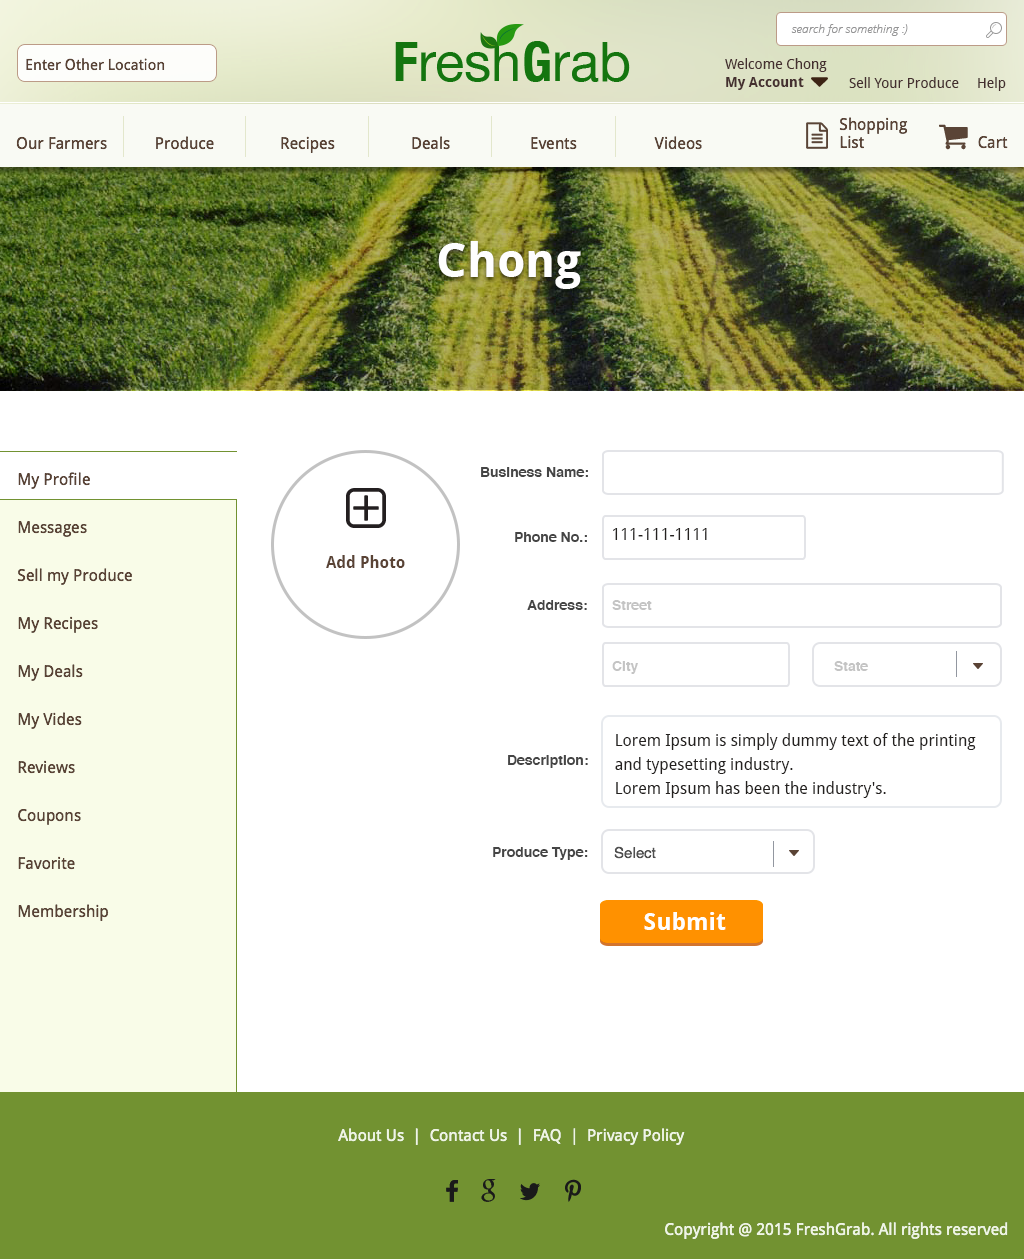 search for something :)
Enter Other Location
FreshGrab
Welcome Chong
My Account
Sell Your Produce
Help
Our Farmers
Produce
Recipes
Deals
Events
Videos
Shopping
List
Cart
Chong
My Profile
Messages
Sell my Produce
My Recipes
My Deals
My Vides
Reviews
Coupons
Favorite
Membership
Add Photo
Business Name:
Phone No.: 111-111-1111
Address: Street
City
State
Description:
Lorem Ipsum is simply dummy text of the printing
and typesetting industry.
Lorem Ipsum has been the industry's.
Produce Type: Select
Submit
About Us | Contact Us | FAQ | Privacy Policy
Copyright @ 2015 FreshGrab. All rights reserved